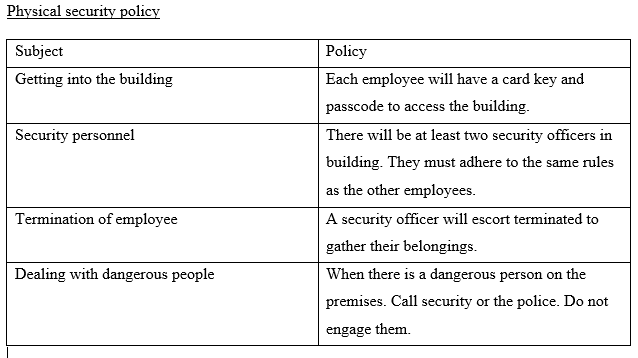 Physical security policy
Subject
Policy
Getting into the building
Each employee will have a card key and
passcode to access the building.
Security personnel
There will be at least two security officers in
building. They must adhere to the same rules
as the other employees.
Termination of employee
A security officer will escort terminated to
gather their belongings.
Dealing with dangerous people
When there is a dangerous person on the
premises. Call security or the police. Do not
engage them.